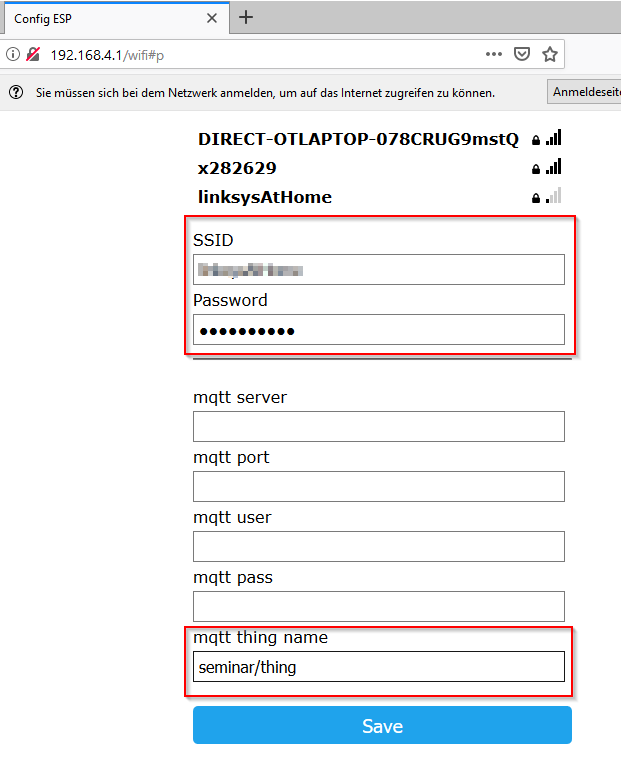 Config ESP
192.168.4.1/wifi#p
Sie müssen sich bei dem Netzwerk anmelden, um auf das Internet zugreifen zu können.
Anmeldeseite
DIRECT-OTLAPTOP-078CRUG9mstQ
x282629
linksysAtHome
SSID
Password
mqtt server
mqtt port
mqtt user
mqtt pass
mqtt thing name
seminar/thing
Save